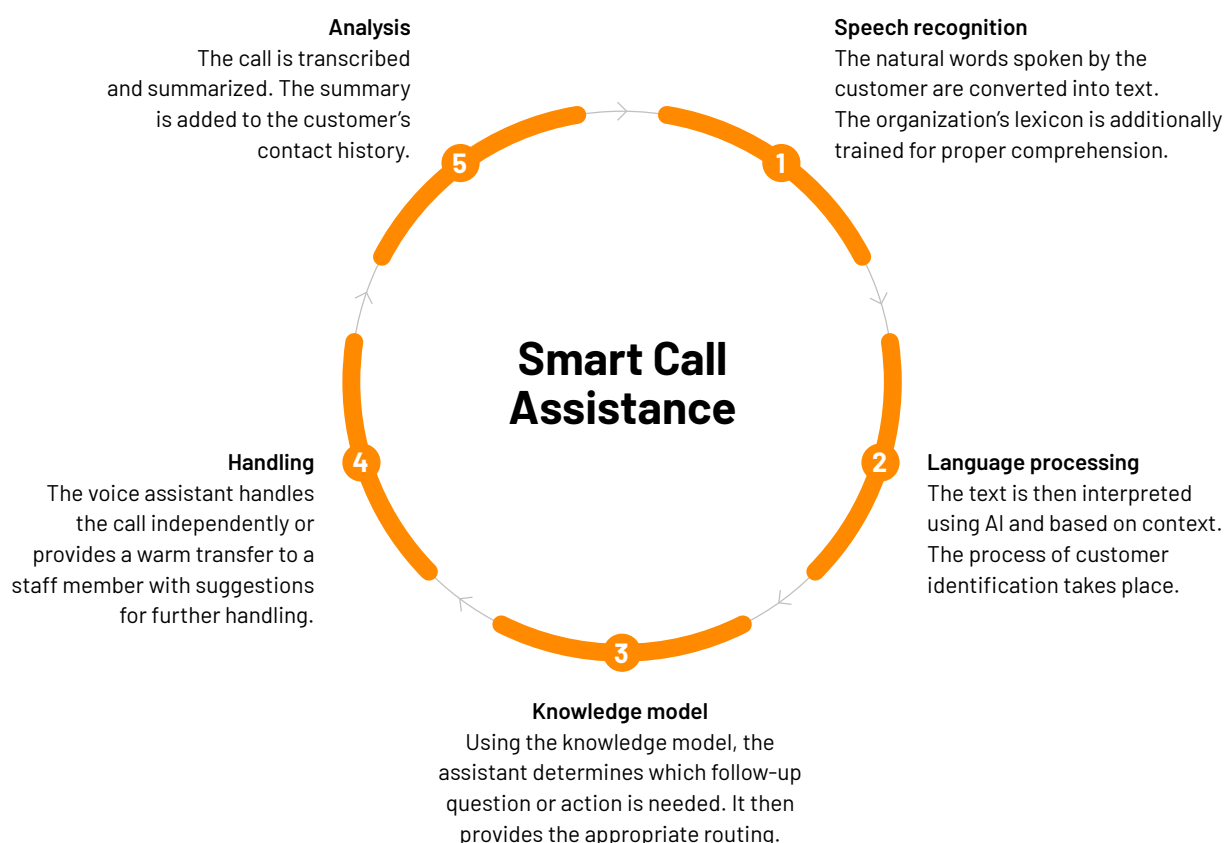 Smart Call
Assistance
1
Speech recognition
The natural words spoken by the
customer are converted into text.
The organization's lexicon is additionally
trained for proper comprehension.
2
Language processing
The text is then interpreted
using AI and based on context.
The process of customer
identification takes place.
3
Knowledge model
Using the knowledge model, the
assistant determines which follow-up
question or action is needed. It then
provides the appropriate routing.
4
Handling
The voice assistant handles
the call independently or
provides a warm transfer to a
staff member with suggestions
for further handling.
5
Analysis
The call is transcribed
and summarized. The summary
is added to the customer's
contact history.